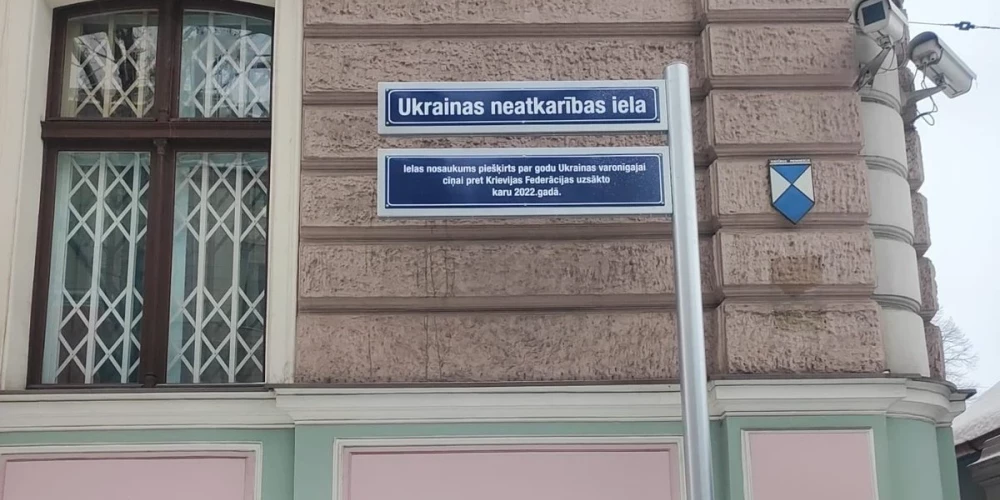 Ukrainas neatkarības iela
Ielas nosaukums piešķirts par godu Ukrainas varonīgajai
cīņai pret Krievijas Federācijas uzsākto
karu 2022.gadā.